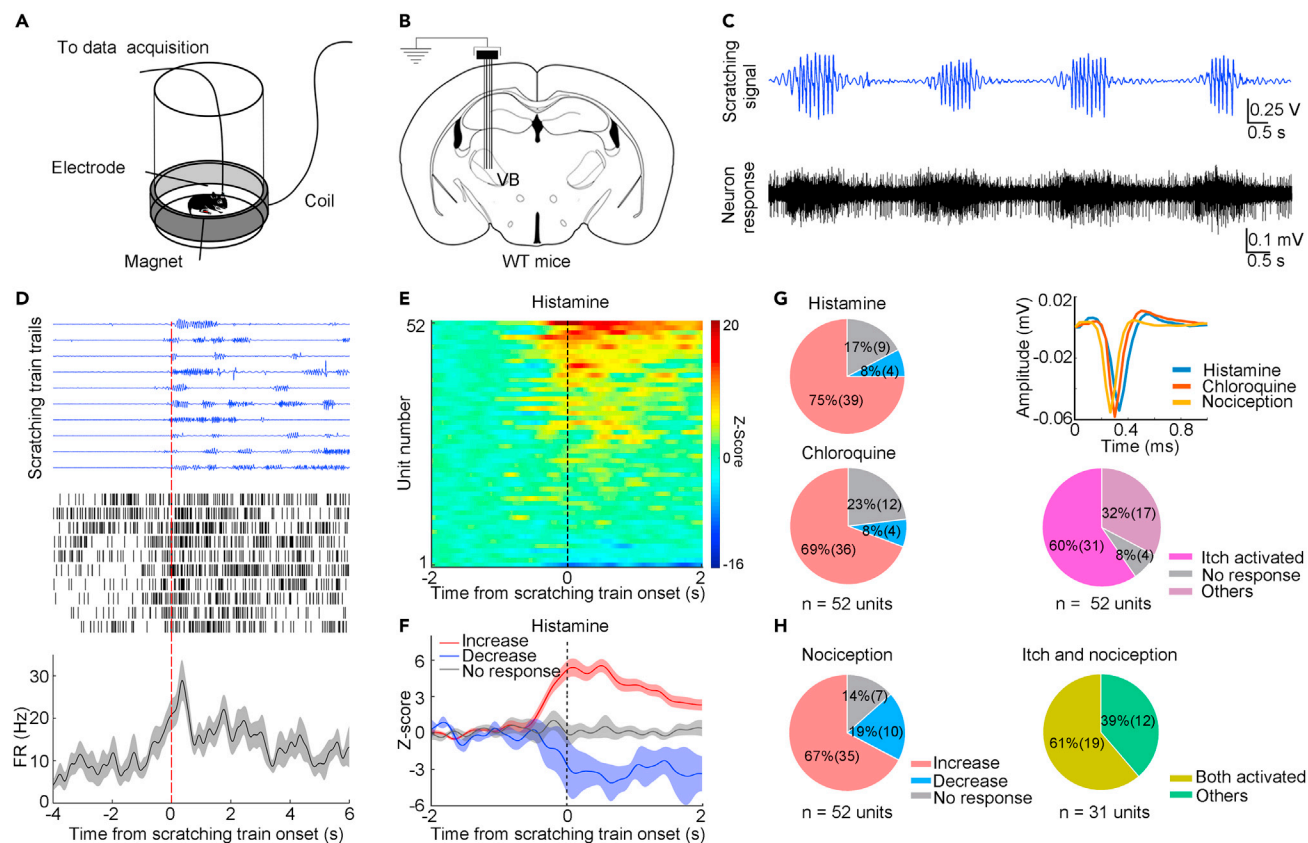 A
To data acquisition
Electrode
Coil
Magnet
B
VB
WT mice
C
Scratching
signal
0.25 V
0.5 s
Neuron
response
0.1 mV
0.5 s
D
Scratching train trails
FR (Hz)
30
20
10
0
-4
-2
0
2
4
6
Time from scratching train onset (s)
E
Histamine
52
Unit number
1
-2
0
2
Time from scratching train onset (s)
20
Z-Score
0
-16
F
Histamine
Increase
Decrease
No response
Z-score
6
3
0
-3
-6
-2
0
2
Time from scratching train onset (s)
G
Histamine
17%(9)
8%(4)
75%(39)
Chloroquine
23%(12)
8%(4)
69%(36)
n = 52 units
Amplitude (mV)
0.02
-0.02
-0.06
Histamine
Chloroquine
Nociception
0
0.4
0.8
Time (ms)
32%(17)
60%(31)
8%(4)
Itch activated
No response
Others
n = 52 units
H
Nociception
14%(7)
19%(10)
67%(35)
Increase
Decrease
No response
n = 52 units
Itch and nociception
39%(12)
61%(19)
Both activated
Others
n = 31 units